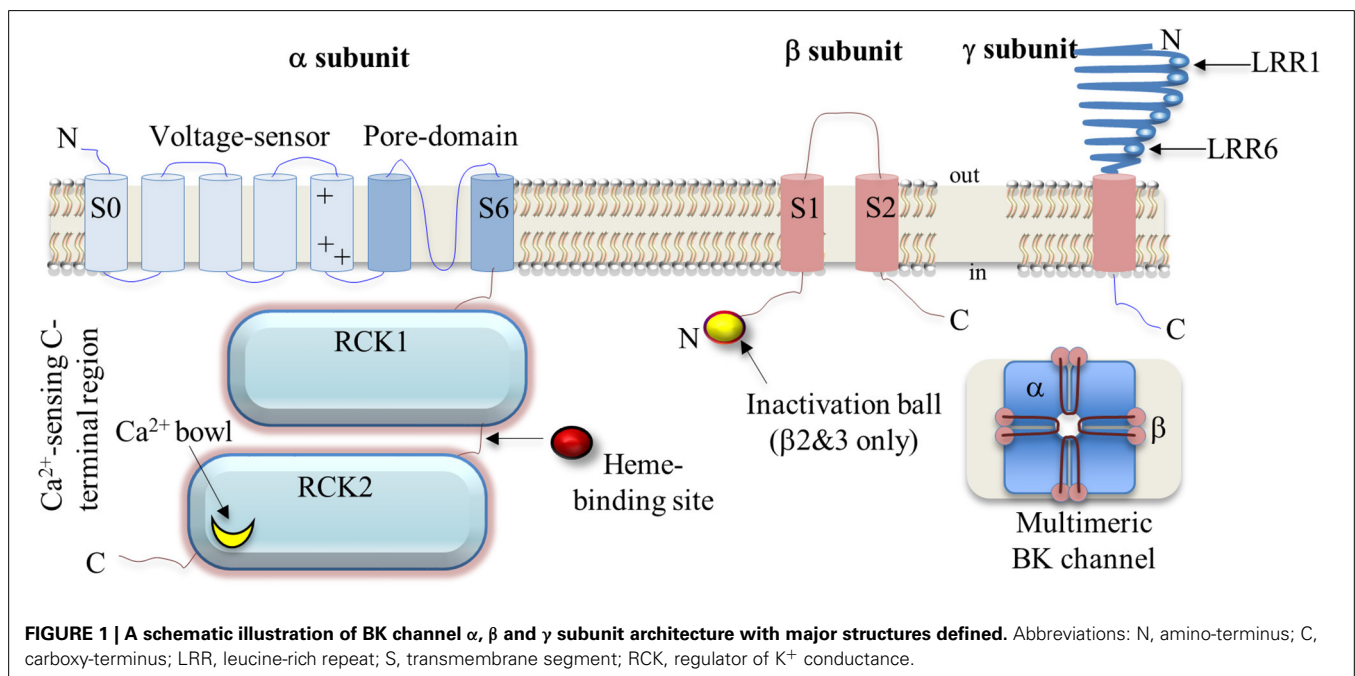 α subunit
β subunit
γ subunit
N
LRR1
LRR6
N
Voltage-sensor
Pore-domain
S0
+
+
+
S6
out
in
S1
S2
N
C
C
Ca²⁺-sensing C-
terminal region
RCK1
Ca²⁺ bowl
RCK2
C
Heme-
binding site
Inactivation ball
(β2&3 only)
α
β
Multimeric
BK channel
FIGURE 1 | A schematic illustration of BK channel α, β and γ subunit architecture with major structures defined. Abbreviations: N, amino-terminus; C,
carboxy-terminus; LRR, leucine-rich repeat; S, transmembrane segment; RCK, regulator of K⁺ conductance.